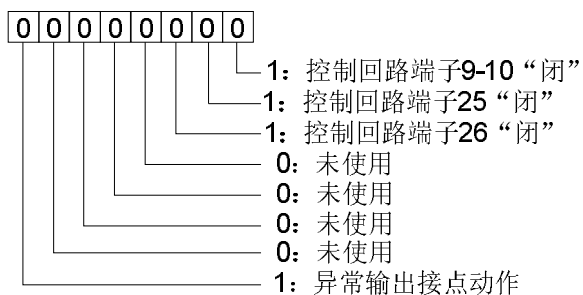 0 0 0 0 0 0 0 0
1：控制回路端子9-10“闭”
1：控制回路端子25“闭”
1：控制回路端子26“闭”
0：未使用
0：未使用
0：未使用
0：未使用
1：异常输出接点动作